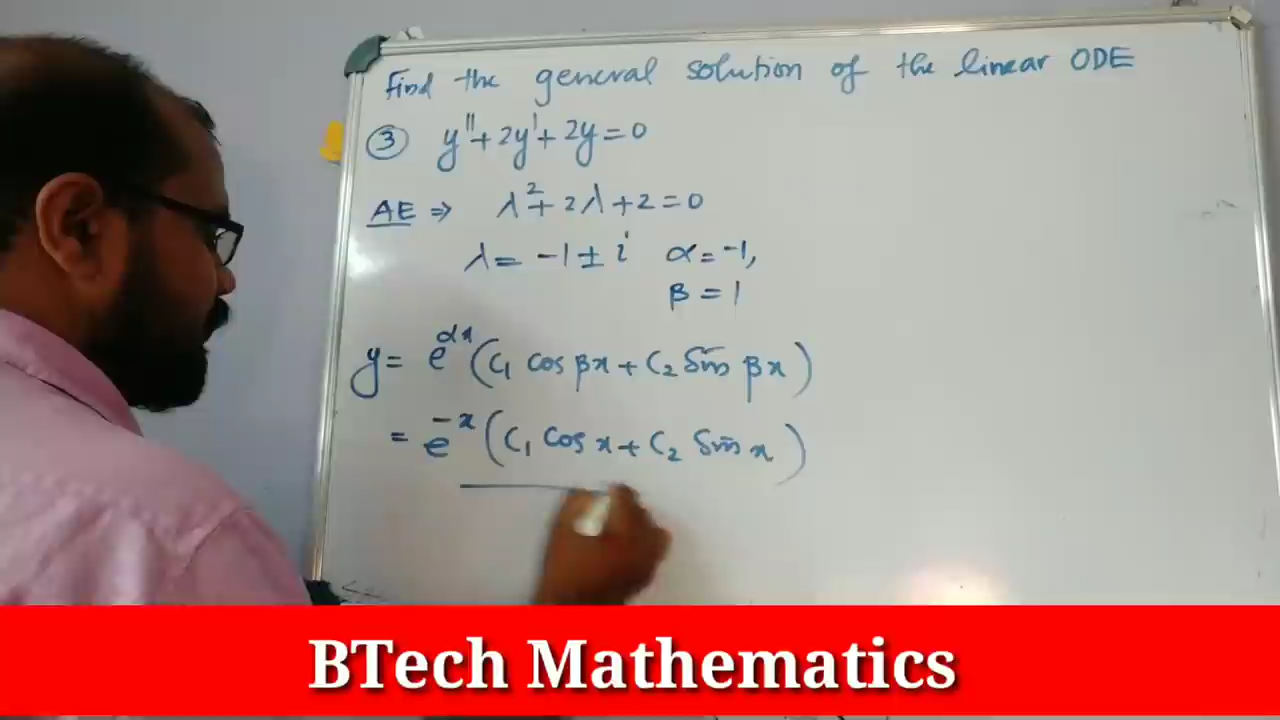 Find the general solution of the linear ODE
③ y'' + 2y' + 2y = 0
AE ⇒ λ² + 2λ + 2 = 0
λ = -1 ± i α = -1,
β = 1
y = e^{αx} (C₁ cos βx + C₂ Sin βx)
= e^{-x} (C₁ cos x + C₂ Sin x)
BTech Mathematics